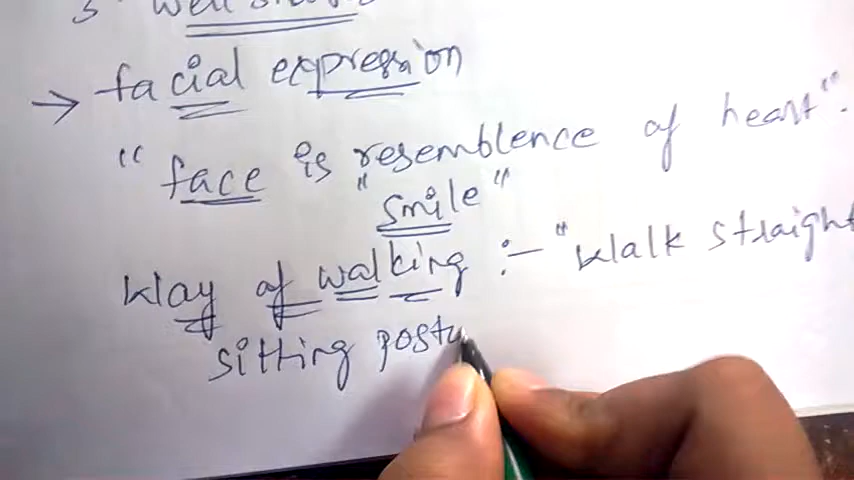 → facial expression
" face is resemblence of heart".
"smile"
Way of walking :- "Walk straight
sitting postu